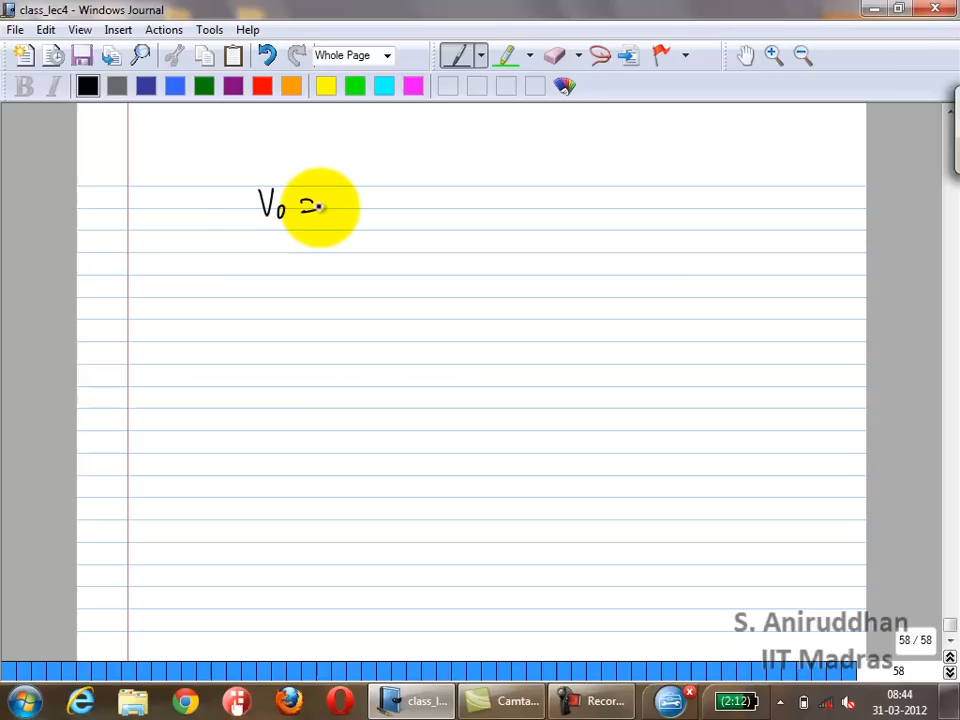 class_lec4 - Windows Journal
File Edit View Insert Actions Tools Help
Whole Page
B I
V₀ =
S. Aniruddhan
IIT Madras
58 / 58
58
class_l... Camta... Recor... (2:12) 08:44
31-03-2012